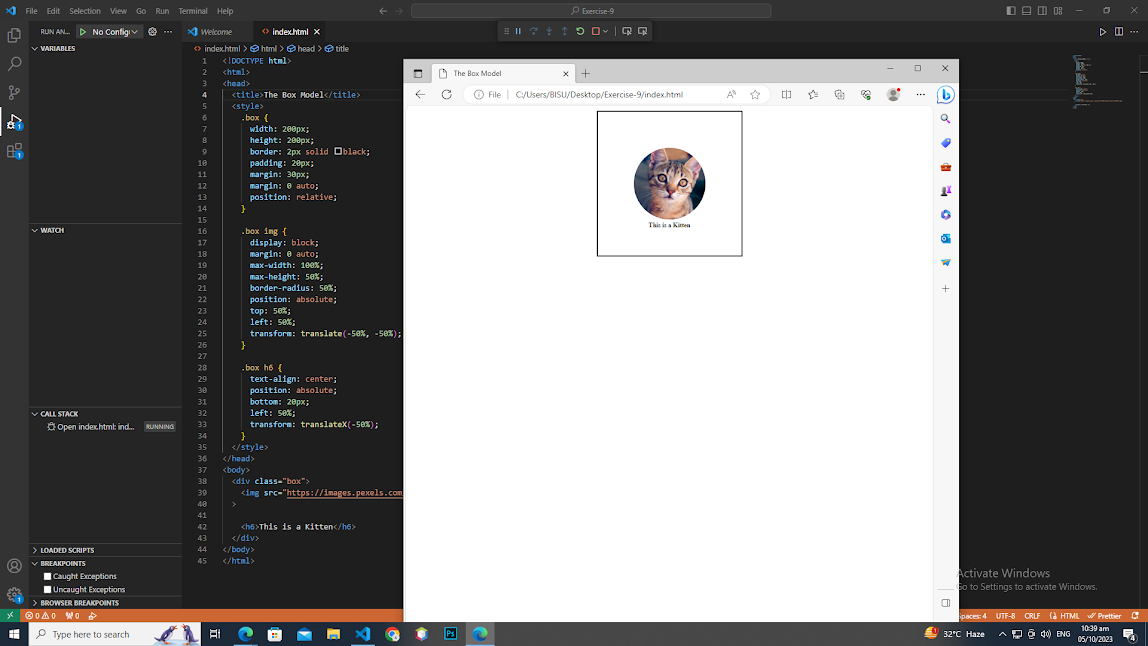 File Edit Selection View Go Run Terminal Help
Exercise-9
RUN AN... No Configu
Welcome
index.html
index.html > html > head > title
VARIABLES
WATCH
CALL STACK
Open index.html: ind... RUNNING
LOADED SCRIPTS
BREAKPOINTS
Caught Exceptions
Uncaught Exceptions
BROWSER BREAKPOINTS
1 <!DOCTYPE html>
2 <html>
3 <head>
4 <title>The Box Model</title>
5 <style>
6 .box {
7 width: 200px;
8 height: 200px;
9 border: 2px solid black;
10 padding: 20px;
11 margin: 30px;
12 margin: 0 auto;
13 position: relative;
14 }
15
16 .box img {
17 display: block;
18 margin: 0 auto;
19 max-width: 100%;
20 max-height: 50%;
21 border-radius: 50%;
22 position: absolute;
23 top: 50%;
24 left: 50%;
25 transform: translate(-50%, -50%);
26 }
27
28 .box h6 {
29 text-align: center;
30 position: absolute;
31 bottom: 20px;
32 left: 50%;
33 transform: translateX(-50%);
34 }
35 </style>
36 </head>
37 <body>
38 <div class="box">
39 <img src="https://images.pexels.com
40 >
41
42 <h6>This is a Kitten</h6>
43 </div>
44 </body>
45 </html>
The Box Model
File C:/Users/BISU/Desktop/Exercise-9/index.html
This is a Kitten
Activate Windows
Go to Settings to activate Windows.
0 0 0
Spaces: 4 UTF-8 CRLF HTML Prettier
Type here to search
Ps
32°C Haze
ENG
10:39 am
05/10/2023
4